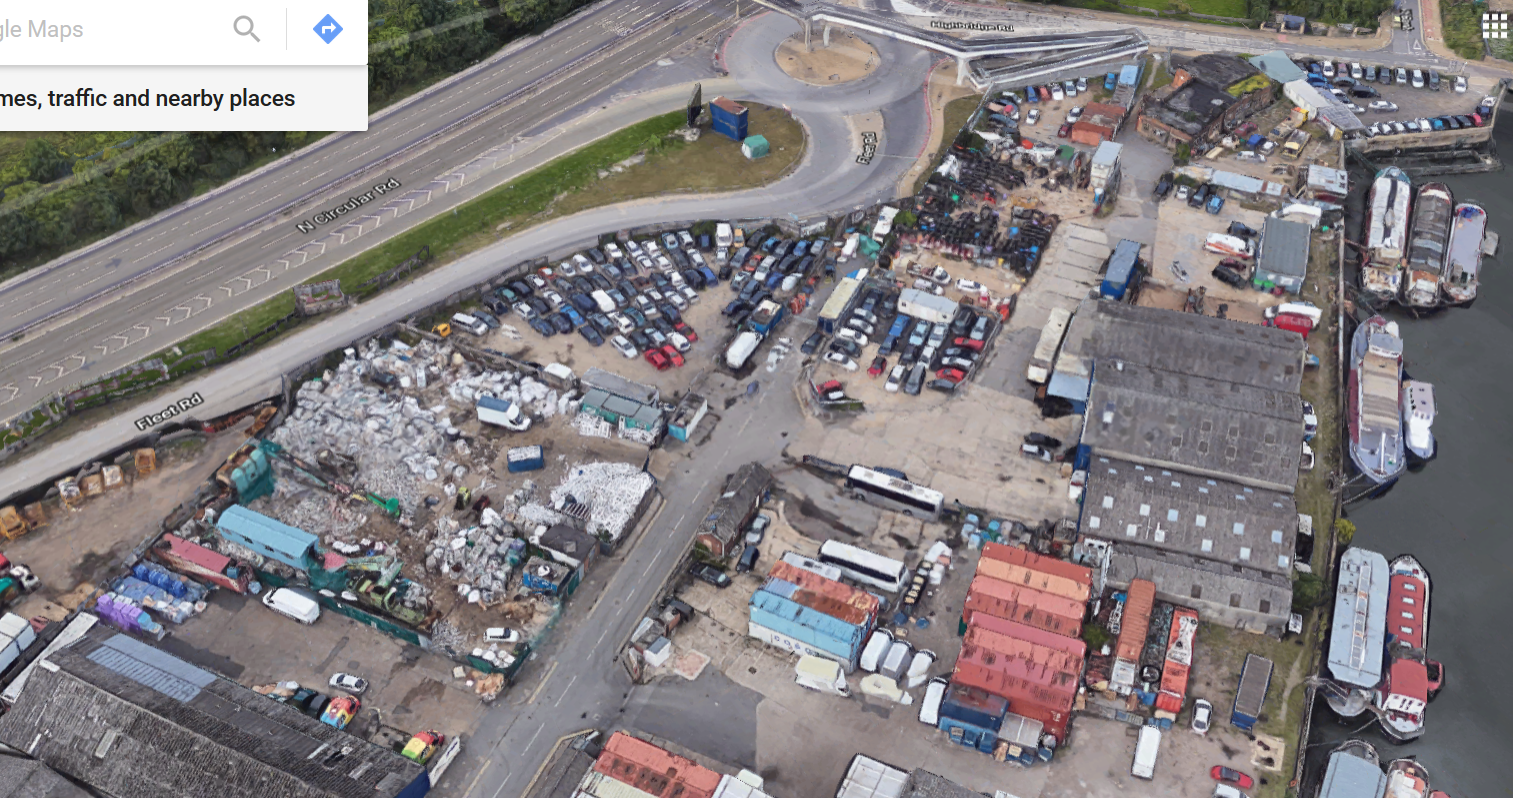 gle Maps
mes, traffic and nearby places
Highbridge Rd
Fleet Rd
N Circular Rd
Fleet Rd